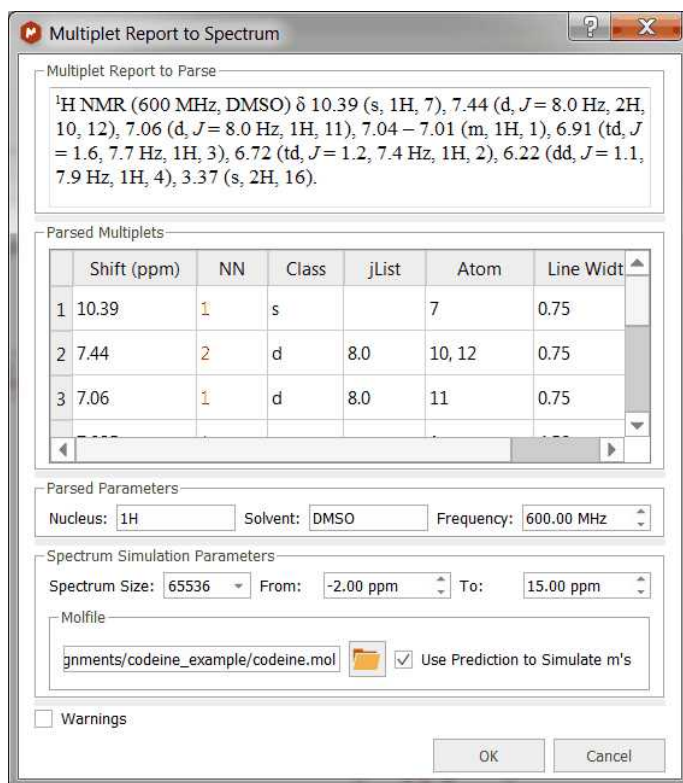 Multiplet Report to Spectrum
? X
Multiplet Report to Parse
¹H NMR (600 MHz, DMSO) δ 10.39 (s, 1H, 7), 7.44 (d, J = 8.0 Hz, 2H,
10, 12), 7.06 (d, J = 8.0 Hz, 1H, 11), 7.04 – 7.01 (m, 1H, 1), 6.91 (td, J
= 1.6, 7.7 Hz, 1H, 3), 6.72 (td, J = 1.2, 7.4 Hz, 1H, 2), 6.22 (dd, J = 1.1,
7.9 Hz, 1H, 4), 3.37 (s, 2H, 16).
Parsed Multiplets
Shift (ppm) NN Class jList Atom Line Widt
1 10.39 1 s 7 0.75
2 7.44 2 d 8.0 10, 12 0.75
3 7.06 1 d 8.0 11 0.75
Parsed Parameters
Nucleus: 1H Solvent: DMSO Frequency: 600.00 MHz
Spectrum Simulation Parameters
Spectrum Size: 65536 From: -2.00 ppm To: 15.00 ppm
Molfile
gnments/codeine_example/codeine.mol Use Prediction to Simulate m's
Warnings
OK Cancel